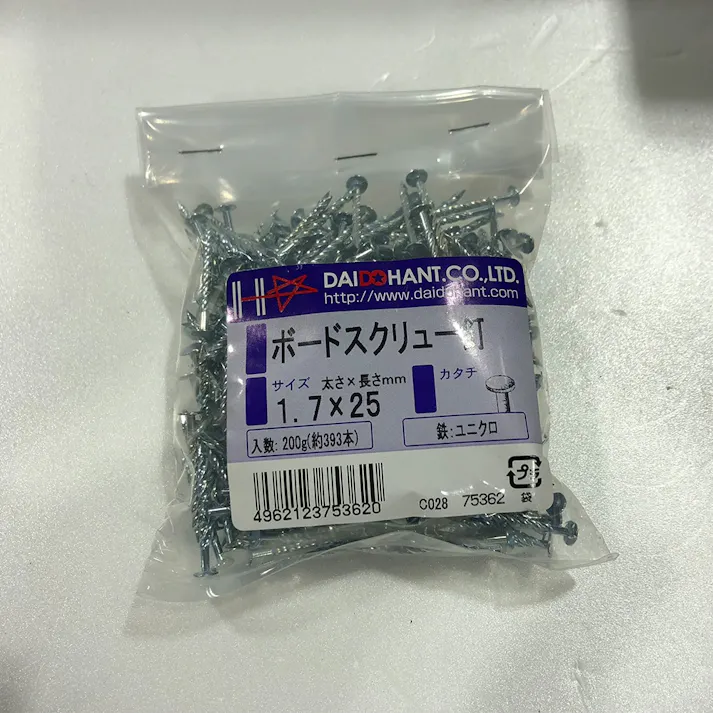 DAIDOHANT.CO.,LTD.
http://www.daidohant.com
ボードスクリュー釘
サイズ 太さ×長さmm
1.7×25
カタチ
入数:200g(約393本)
鉄:ユニクロ
プラ
袋
4962123753620
C028 75362